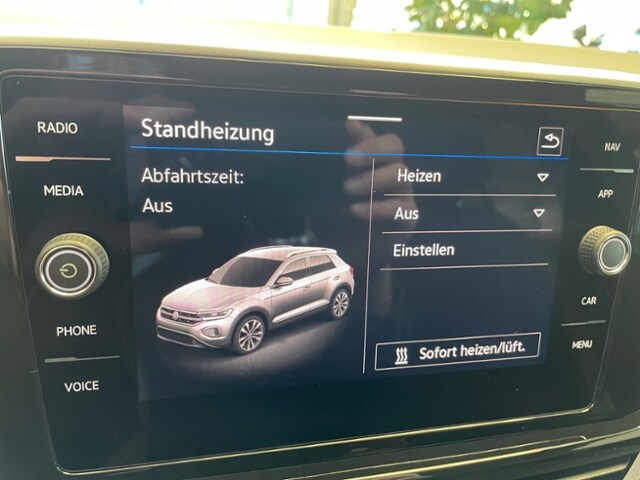 RADIO
MEDIA
PHONE
VOICE
Standheizung
Abfahrtszeit:
Aus
Heizen
Aus
Einstellen
Sofort heizen/lüft.
NAV
APP
CAR
MENU